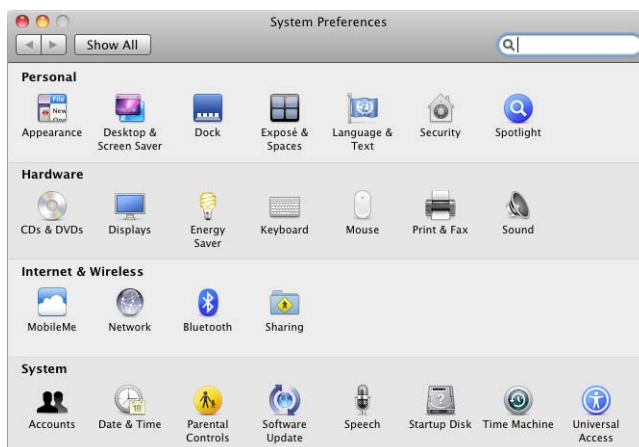 System Preferences
Show All
Personal
Appearance
Desktop &
Screen Saver
Dock
Exposé &
Spaces
Language &
Text
Security
Spotlight
Hardware
CDs & DVDs
Displays
Energy
Saver
Keyboard
Mouse
Print & Fax
Sound
Internet & Wireless
MobileMe
Network
Bluetooth
Sharing
System
Accounts
Date & Time
Parental
Controls
Software
Update
Speech
Startup Disk
Time Machine
Universal
Access